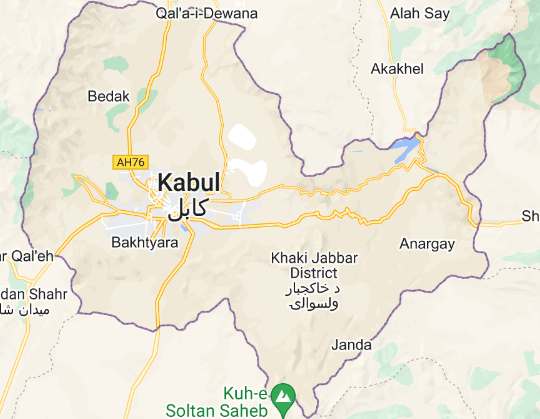 Qal'a-i-Dewana
Alah Say
Akakhel
Bedak
AH76
Kabul
کابل
Bakhtyara
Sh
Anargay
ar Qal'eh
Khaki Jabbar
District
د خاکجبار
ولسوالۍ
dan Shahr
میدان شا
Janda
Kuh-e
Soltan Saheb